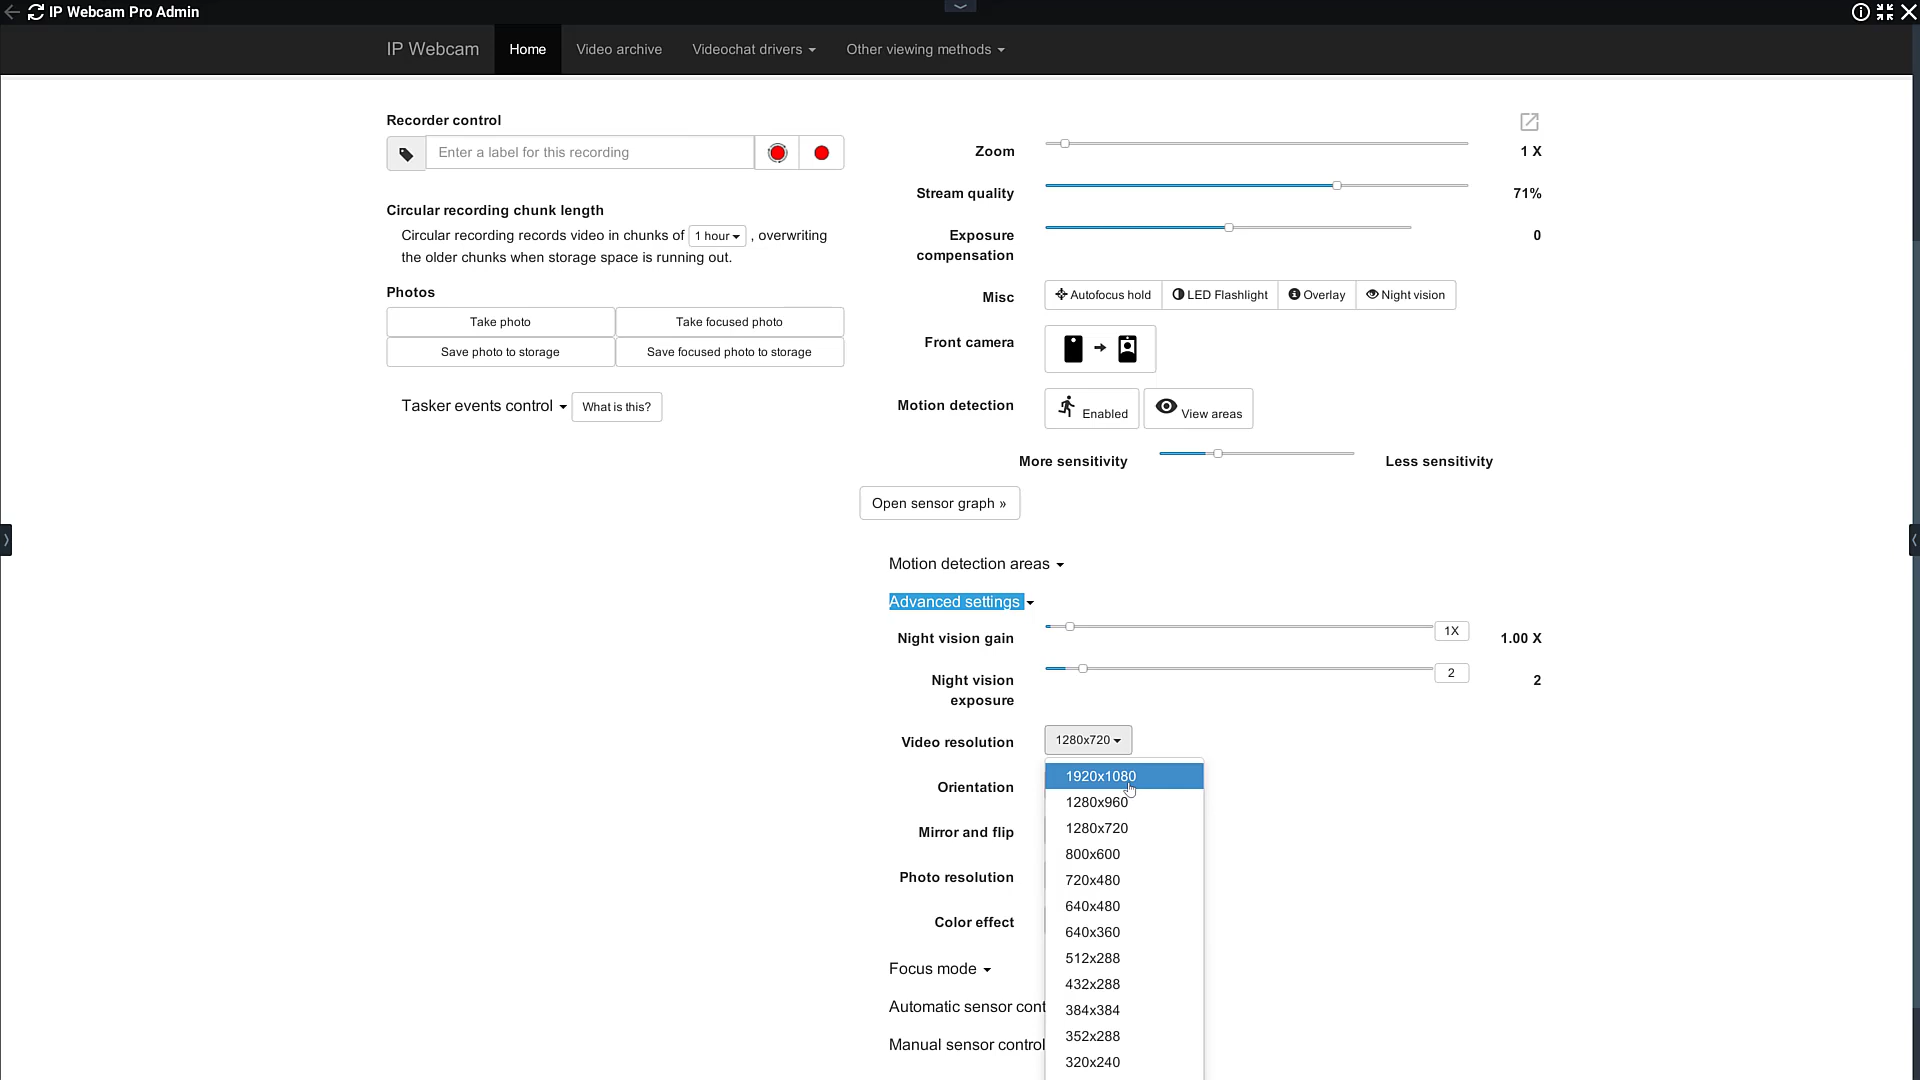 IP Webcam Pro Admin
IP Webcam Home Video archive Videochat drivers Other viewing methods
Recorder control
Enter a label for this recording
Circular recording chunk length
Circular recording records video in chunks of 1 hour , overwriting
the older chunks when storage space is running out.
Photos
Take photo Take focused photo
Save photo to storage Save focused photo to storage
Tasker events control What is this?
Zoom 1 X
Stream quality 71%
Exposure 0
compensation
Misc Autofocus hold LED Flashlight Overlay Night vision
Front camera
Motion detection Enabled View areas
More sensitivity Less sensitivity
Open sensor graph »
Motion detection areas
Advanced settings
Night vision gain 1X 1.00 X
Night vision 2 2
exposure
Video resolution 1280x720
1920x1080
Orientation
1280x960
1280x720
Mirror and flip
800x600
Photo resolution 720x480
640x480
Color effect
640x360
512x288
Focus mode
432x288
Automatic sensor cont 384x384
352x288
Manual sensor control
320x240